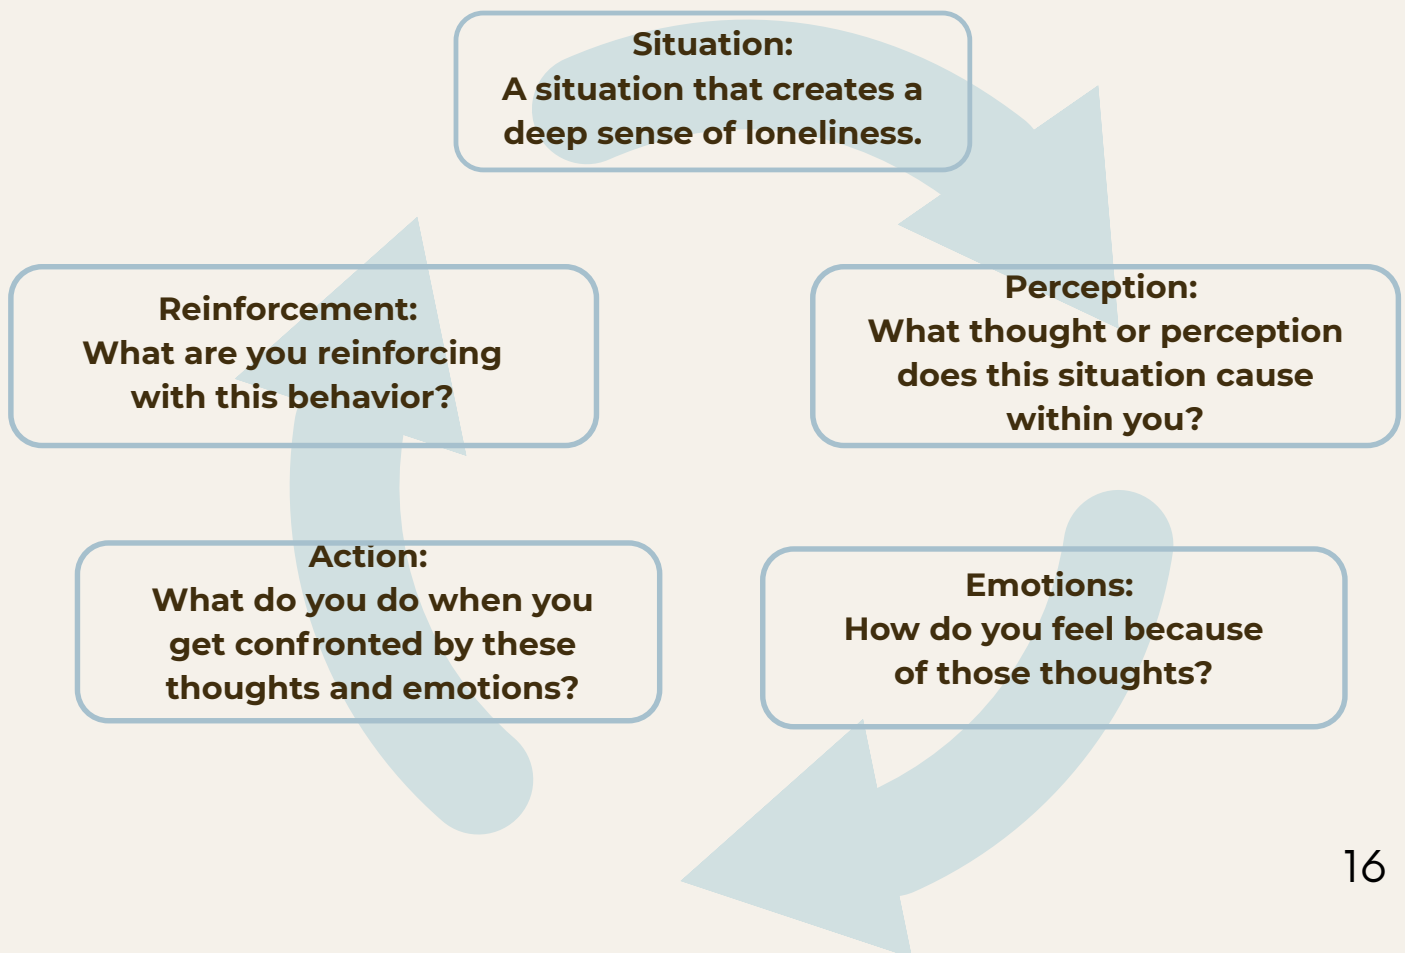 Situation:
A situation that creates a
deep sense of loneliness.
Perception:
What thought or perception
does this situation cause
within you?
Emotions:
How do you feel because
of those thoughts?
Action:
What do you do when you
get confronted by these
thoughts and emotions?
Reinforcement:
What are you reinforcing
with this behavior?
16